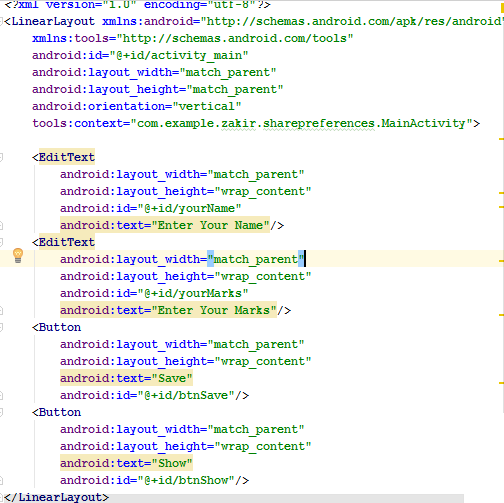 <?xml version="1.0" encoding="utf-8"?>
<LinearLayout xmlns:android="http://schemas.android.com/apk/res/android"
xmlns:tools="http://schemas.android.com/tools"
android:id="@+id/activity_main"
android:layout_width="match_parent"
android:layout_height="match_parent"
android:orientation="vertical"
tools:context="com.example.zakir.sharepreferences.MainActivity">
<EditText
android:layout_width="match_parent"
android:layout_height="wrap_content"
android:id="@+id/yourName"
android:text="Enter Your Name"/>
<EditText
android:layout_width="match_parent"
android:layout_height="wrap_content"
android:id="@+id/yourMarks"
android:text="Enter Your Marks"/>
<Button
android:layout_width="match_parent"
android:layout_height="wrap_content"
android:text="Save"
android:id="@+id/btnSave"/>
<Button
android:layout_width="match_parent"
android:layout_height="wrap_content"
android:text="Show"
android:id="@+id/btnShow"/>
</LinearLayout>